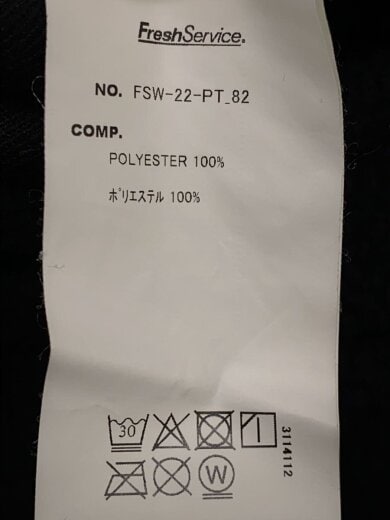 FreshService.
NO. FSW-22-PT_82
COMP.
POLYESTER 100%
ﾎﾟﾘｴｽﾃﾙ 100%
30
W
3114112